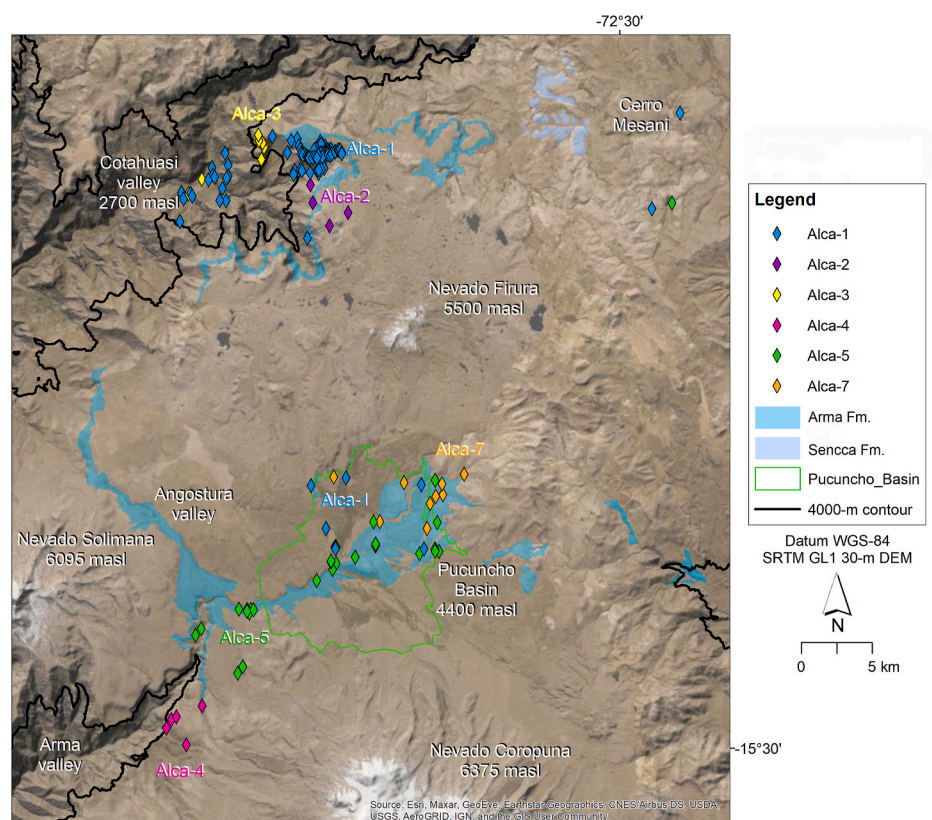 -72°30'
Alca-3
Cerro
Mesani
Alca-1
Cotahuasi
valley
2700 masl
Alca-2
Nevado Firura
5500 masl
Alca-7
Alca-1
Angostura
valley
Nevado Solimana
6095 masl
Pucuncho
Basin
4400 masl
Alca-5
Arma
valley
Alca-4
Nevado Coropuna
6375 masl
-15°30'
Source: Esri, Maxar, GeoEye, Earthstar Geographics, CNES/Airbus DS, USDA,
USGS, AeroGRID, IGN, and the GIS User Community
Legend
Alca-1
Alca-2
Alca-3
Alca-4
Alca-5
Alca-7
Arma Fm.
Sencca Fm.
Pucuncho_Basin
4000-m contour
Datum WGS-84
SRTM GL1 30-m DEM
N
0 5 km